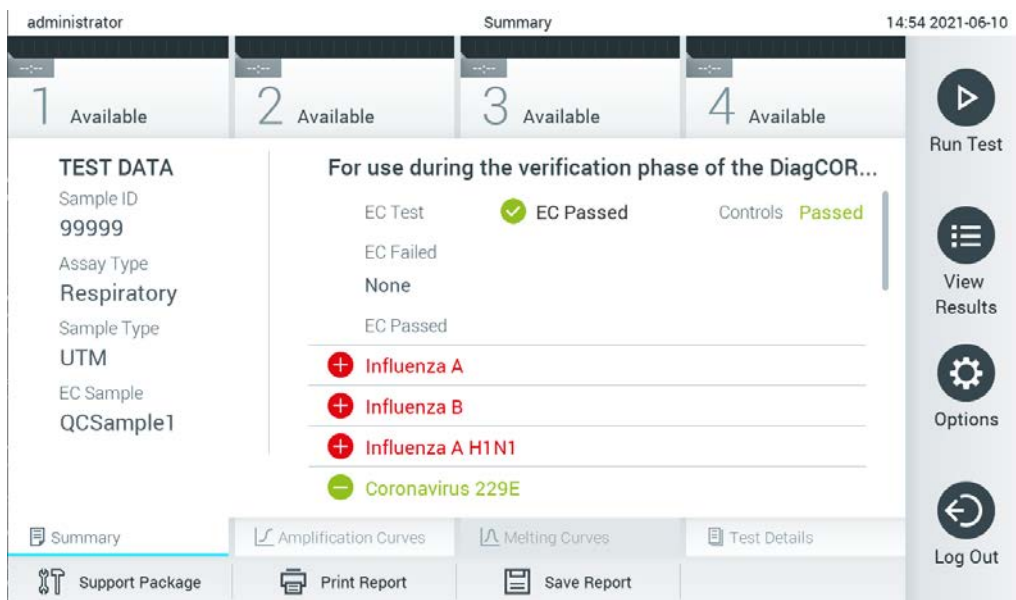 administrator
Summary
14:54 2021-06-10
--:--
1 Available
--:--
2 Available
--:--
3 Available
--:--
4 Available
Run Test
View
Results
Options
Log Out
TEST DATA
Sample ID
99999
Assay Type
Respiratory
Sample Type
UTM
EC Sample
QCSample1
For use during the verification phase of the DiagCOR...
EC Test EC Passed Controls Passed
EC Failed
None
EC Passed
Influenza A
Influenza B
Influenza A H1N1
Coronavirus 229E
Summary
Amplification Curves
Melting Curves
Test Details
Support Package
Print Report
Save Report